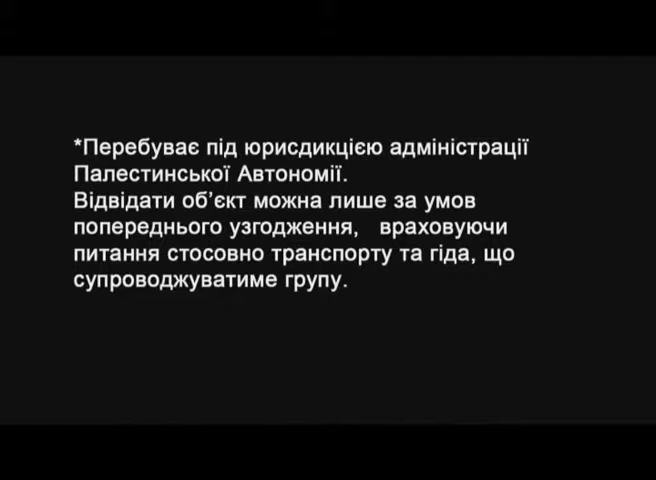 *Перебуває під юрисдикцією адміністрації
Палестинської Автономії.
Відвідати об’єкт можна лише за умов
попереднього узгодження, враховуючи
питання стосовно транспорту та гіда, що
супроводжуватиме групу.